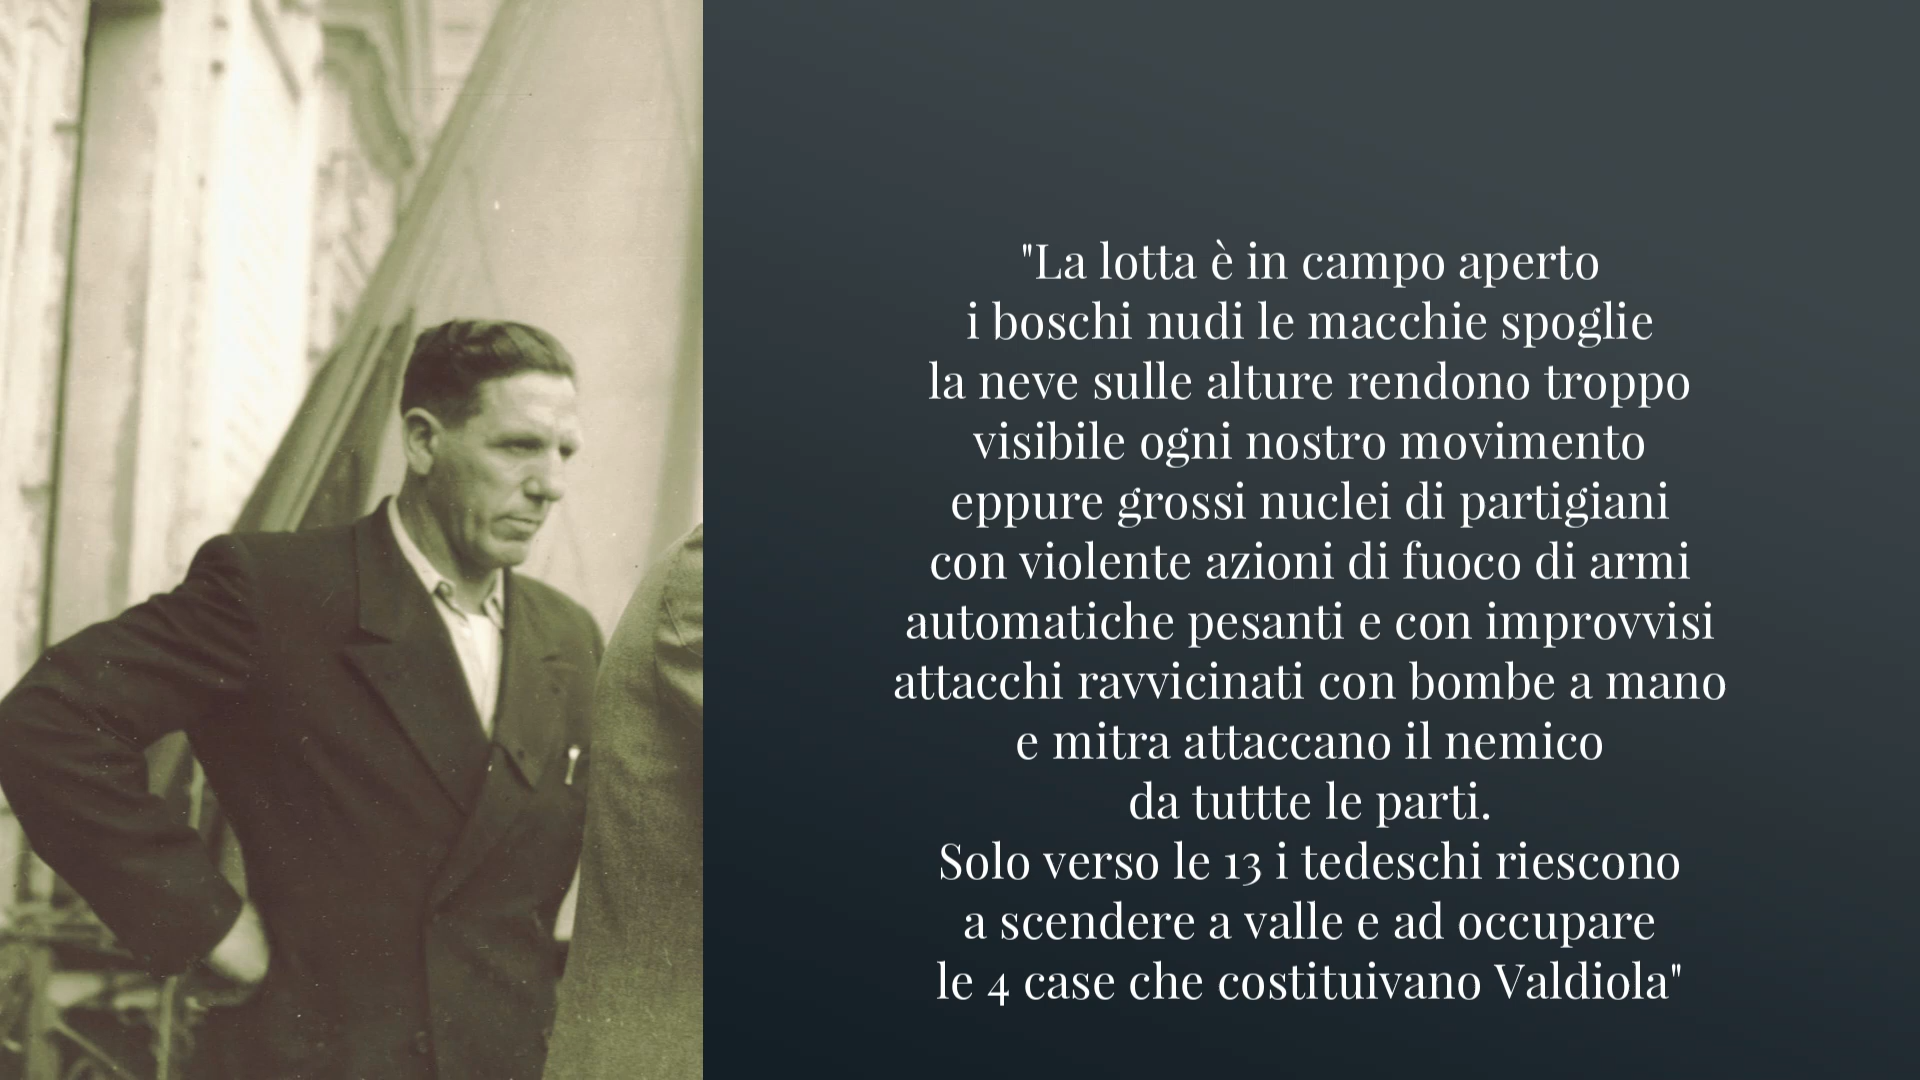 "La lotta è in campo aperto
i boschi nudi le macchie spoglie
la neve sulle alture rendono troppo
visibile ogni nostro movimento
eppure grossi nuclei di partigiani
con violente azioni di fuoco di armi
automatiche pesanti e con improvvisi
attacchi ravvicinati con bombe a mano
e mitra attaccano il nemico
da tuttte le parti.
Solo verso le 13 i tedeschi riescono
a scendere a valle e ad occupare
le 4 case che costituivano Valdiola"